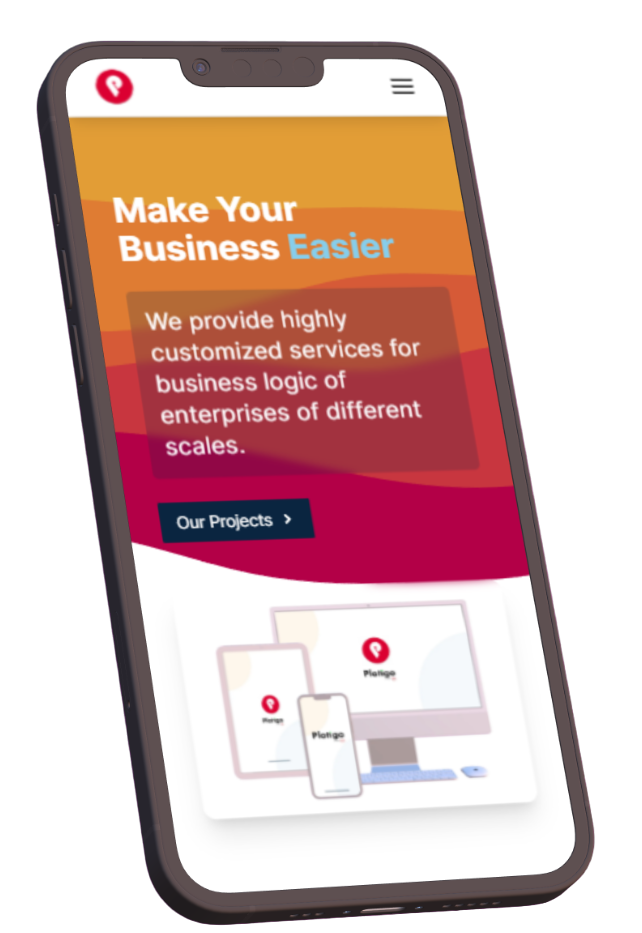 Make Your
Business Easier
We provide highly
customized services for
business logic of
enterprises of different
scales.
Our Projects
Platigo
Platigo
Platigo